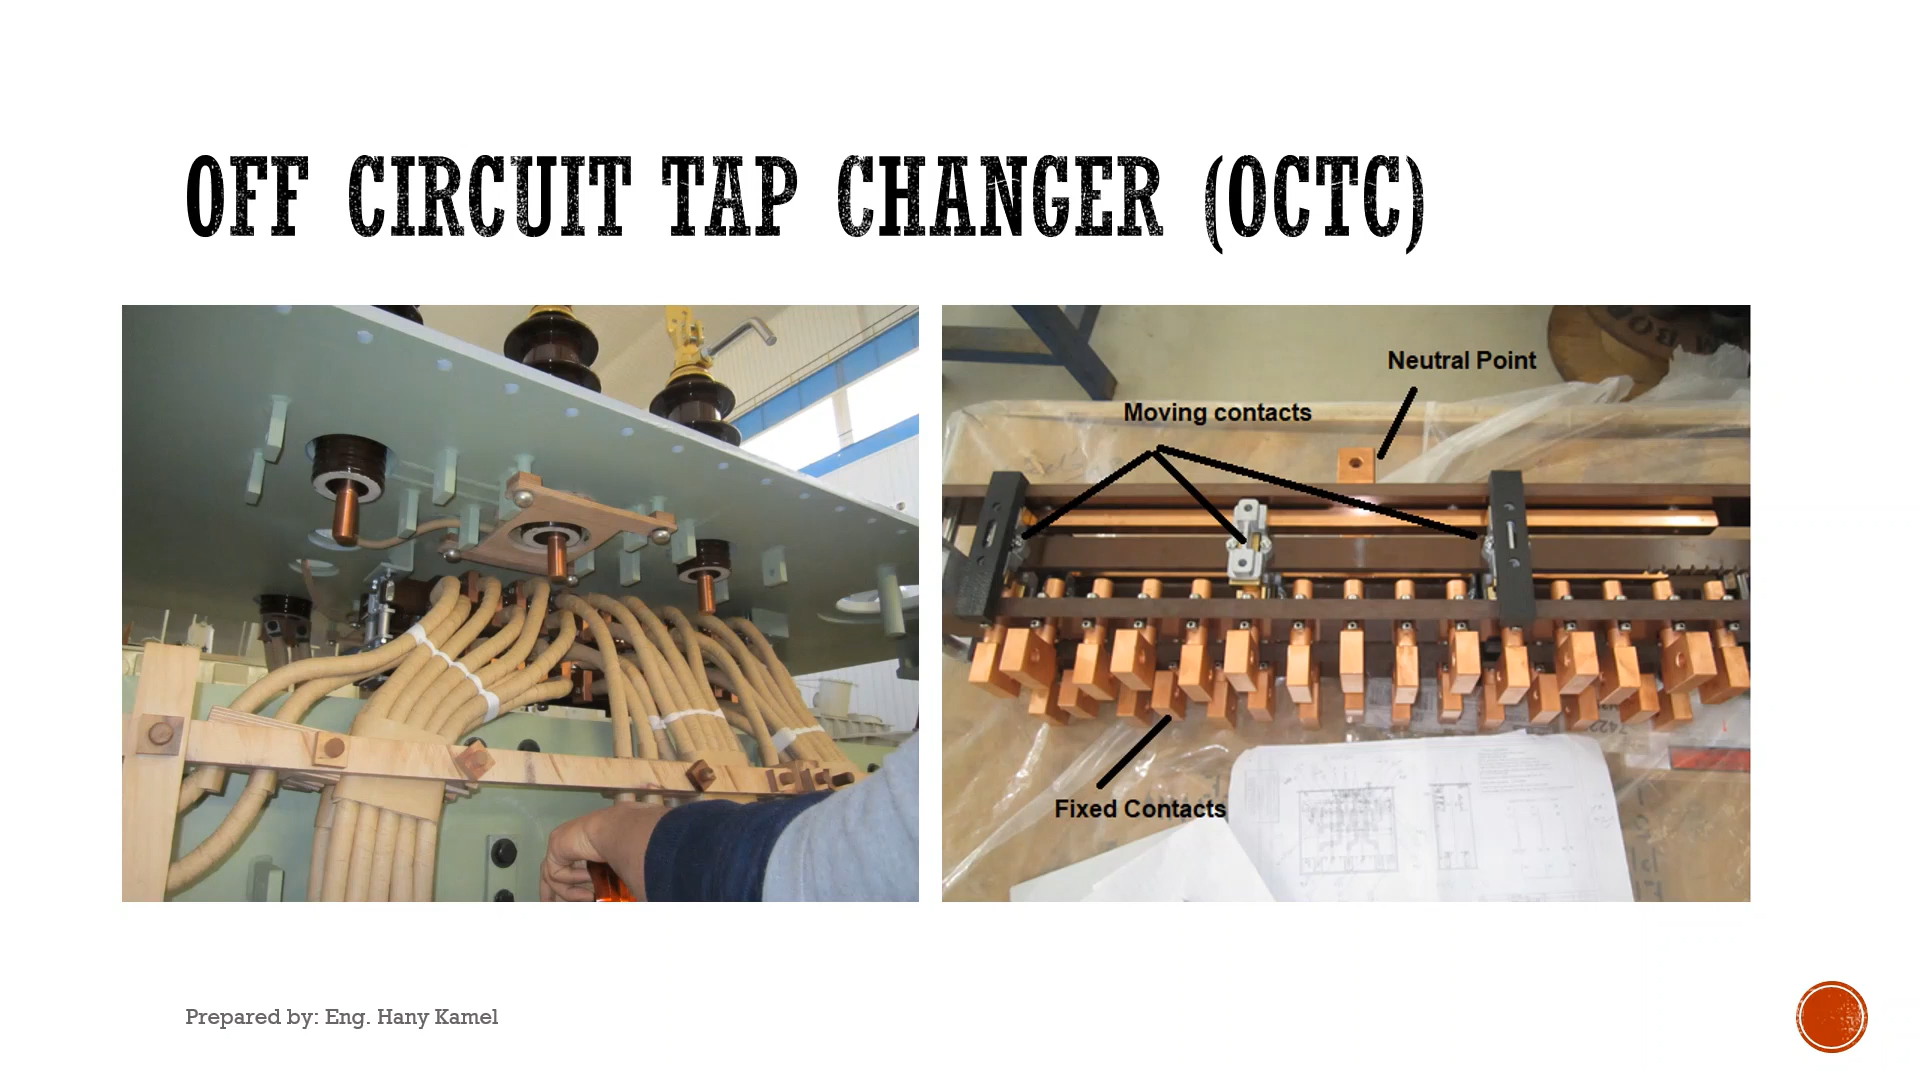 OFF CIRCUIT TAP CHANGER (OCTC)
Neutral Point
Moving contacts
Fixed Contacts
Prepared by: Eng. Hany Kamel